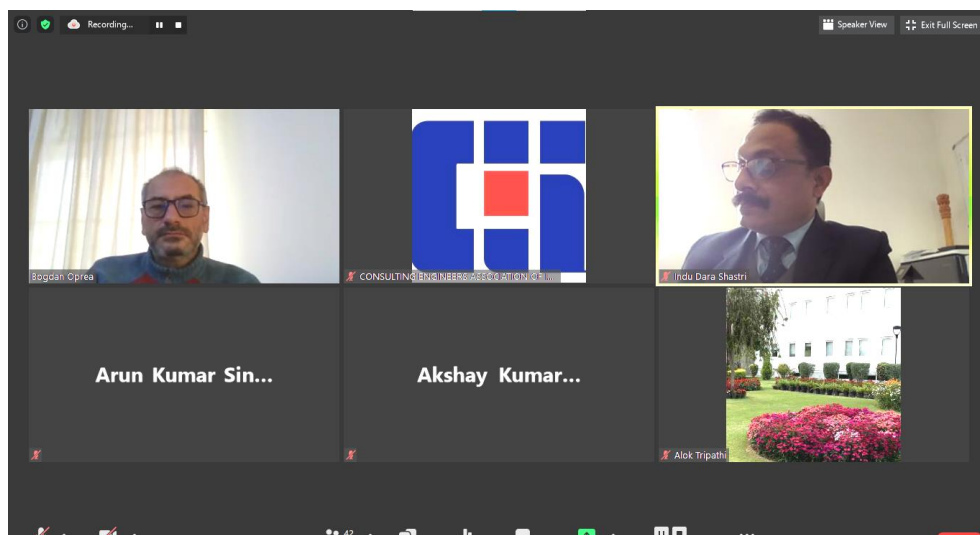 Recording...
Speaker View
Exit Full Screen
Bogdan Oprea
CONSULTING ENGINEERS ASSOCIATION OF I...
Indu Dara Shastri
Arun Kumar Sin...
Akshay Kumar...
Alok Tripathi
42